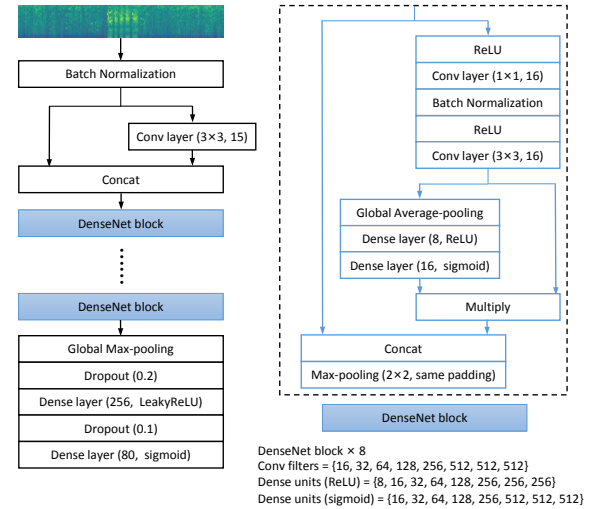 Batch Normalization
Conv layer (3×3, 15)
Concat
DenseNet block
DenseNet block
Global Max-pooling
Dropout (0.2)
Dense layer (256, LeakyReLU)
Dropout (0.1)
Dense layer (80, sigmoid)
ReLU
Conv layer (1×1, 16)
Batch Normalization
ReLU
Conv layer (3×3, 16)
Global Average-pooling
Dense layer (8, ReLU)
Dense layer (16, sigmoid)
Multiply
Concat
Max-pooling (2×2, same padding)
DenseNet block
DenseNet block × 8
Conv filters = {16, 32, 64, 128, 256, 512, 512, 512}
Dense units (ReLU) = {8, 16, 32, 64, 128, 256, 256, 256}
Dense units (sigmoid) = {16, 32, 64, 128, 256, 512, 512, 512}